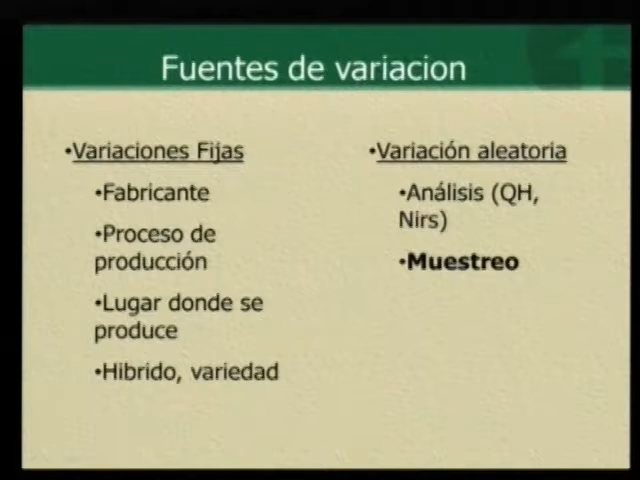 Fuentes de variacion
•Variaciones Fijas
•Fabricante
•Proceso de
producción
•Lugar donde se
produce
•Hibrido, variedad
•Variación aleatoria
•Análisis (QH,
Nirs)
•Muestreo